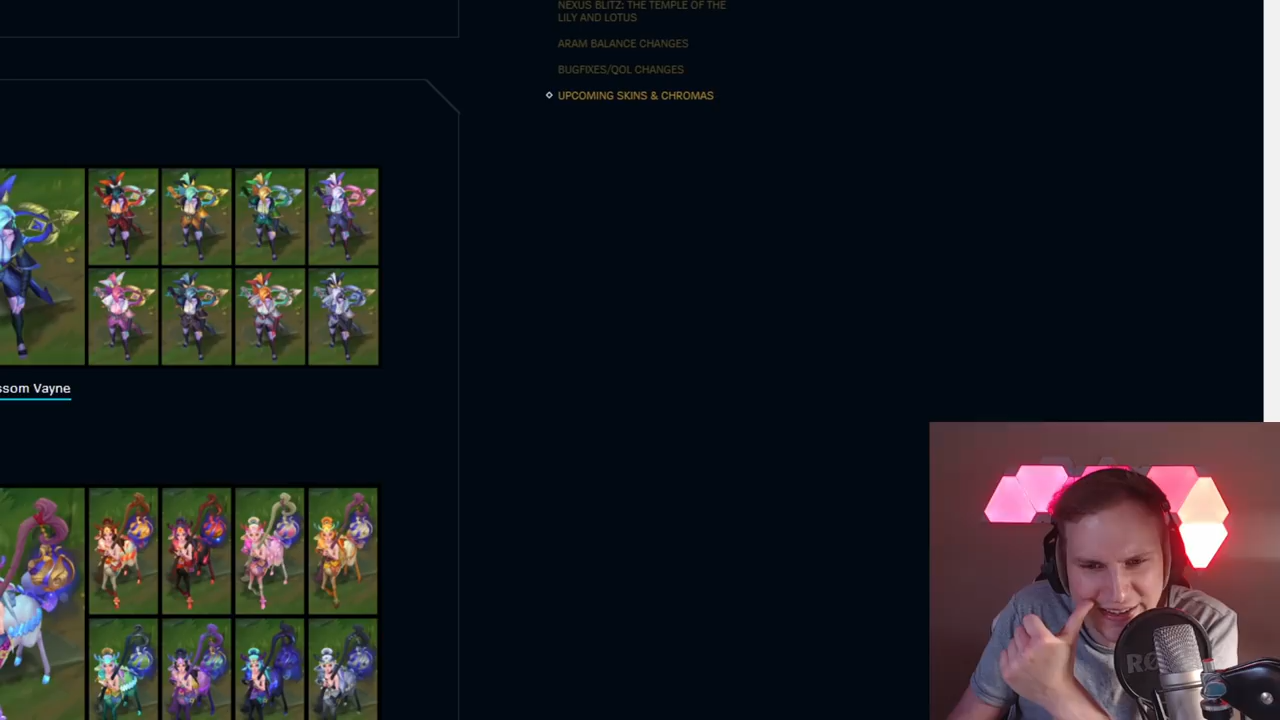 NEXUS BLITZ: THE TEMPLE OF THE
LILY AND LOTUS
ARAM BALANCE CHANGES
BUGFIXES/QOL CHANGES
UPCOMING SKINS & CHROMAS
ssom Vayne
RØ